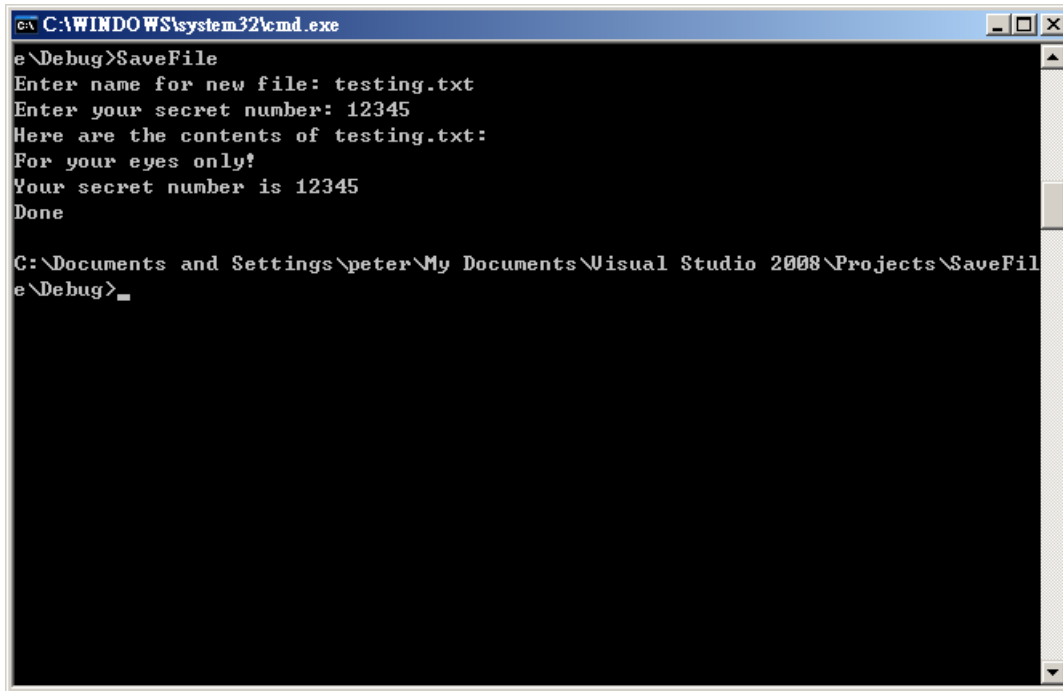 C:\WINDOWS\system32\cmd.exe
e\Debug>SaveFile
Enter name for new file: testing.txt
Enter your secret number: 12345
Here are the contents of testing.txt:
For your eyes only!
Your secret number is 12345
Done
C:\Documents and Settings\peter\My Documents\Visual Studio 2008\Projects\SaveFil
e\Debug>_